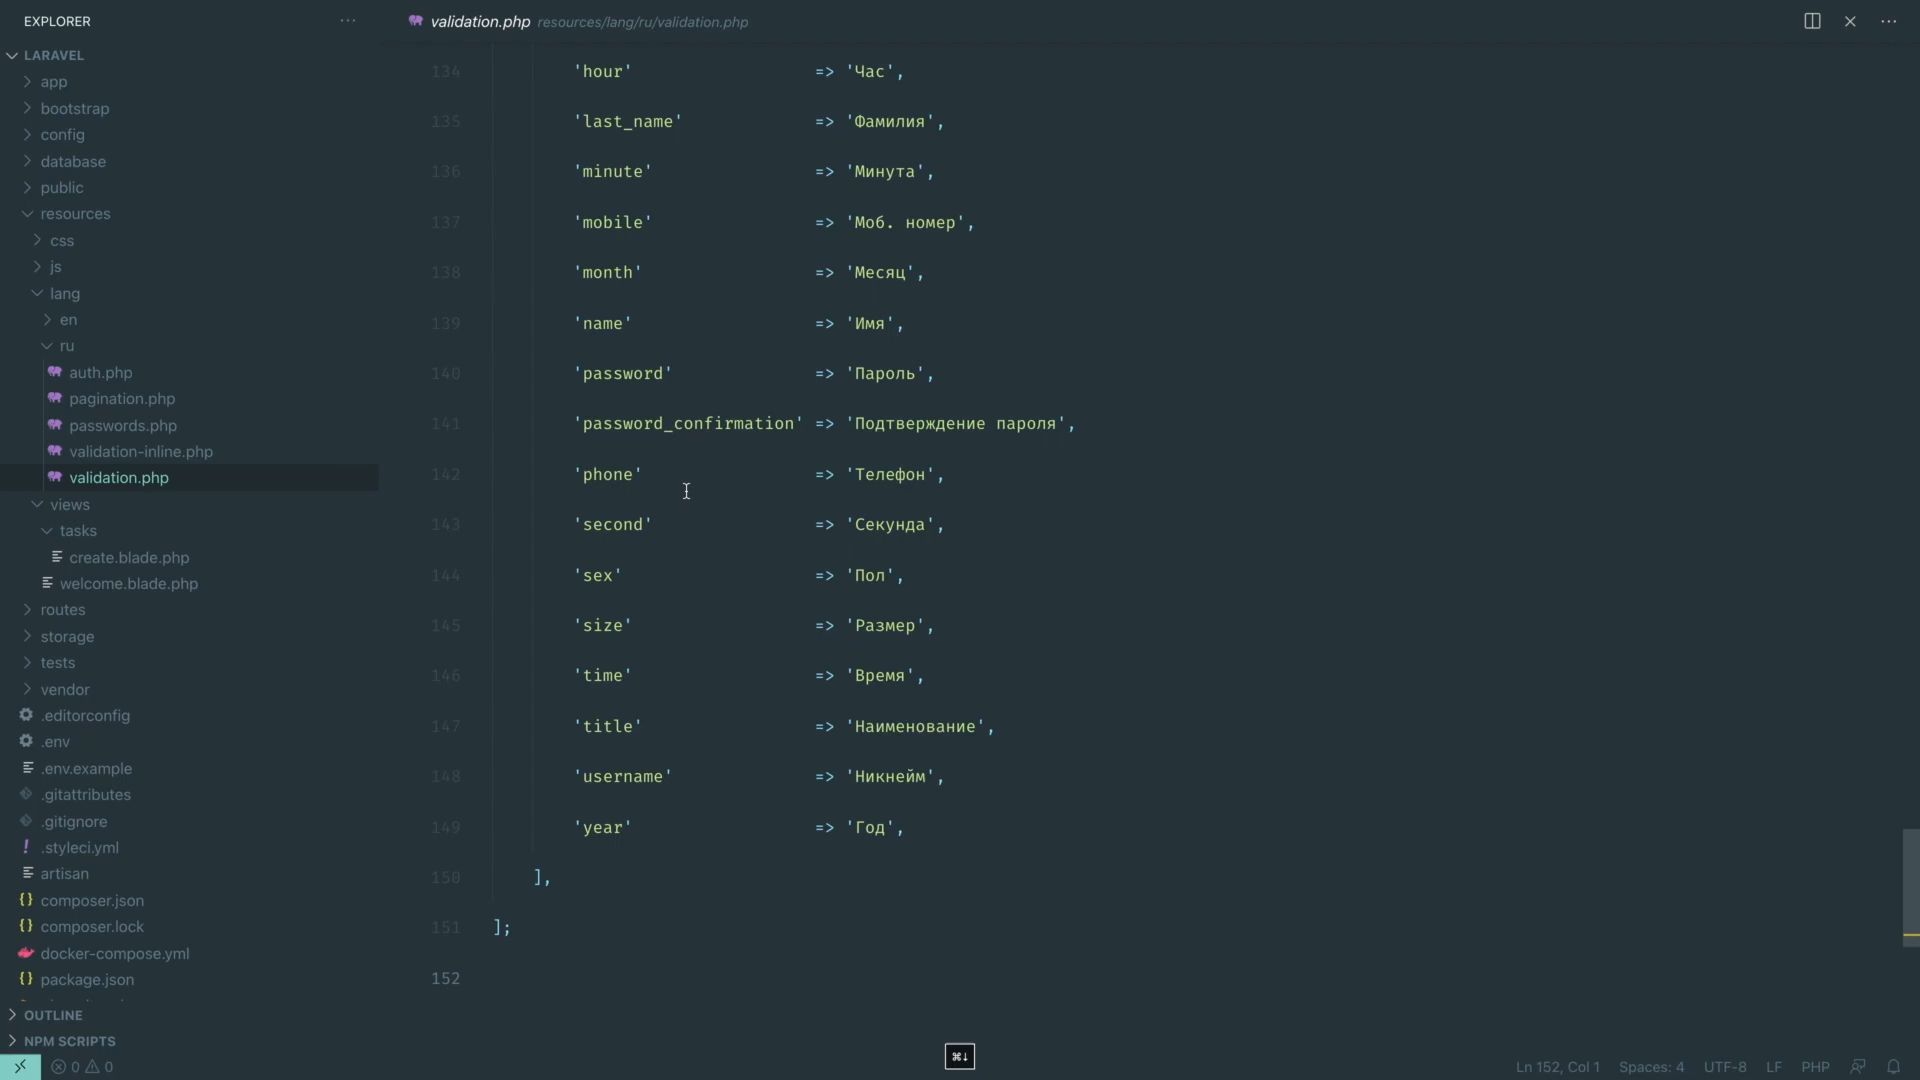 EXPLORER
LARAVEL
app
bootstrap
config
database
public
resources
css
js
lang
en
ru
auth.php
pagination.php
passwords.php
validation-inline.php
validation.php
views
tasks
create.blade.php
welcome.blade.php
routes
storage
tests
vendor
.editorconfig
.env
.env.example
.gitattributes
.gitignore
.styleci.yml
artisan
composer.json
composer.lock
docker-compose.yml
package.json
OUTLINE
NPM SCRIPTS
validation.php resources/lang/ru/validation.php
134 'hour' => 'Час',
135 'last_name' => 'Фамилия',
136 'minute' => 'Минута',
137 'mobile' => 'Моб. номер',
138 'month' => 'Месяц',
139 'name' => 'Имя',
140 'password' => 'Пароль',
141 'password_confirmation' => 'Подтверждение пароля',
142 'phone' => 'Телефон',
143 'second' => 'Секунда',
144 'sex' => 'Пол',
145 'size' => 'Размер',
146 'time' => 'Время',
147 'title' => 'Наименование',
148 'username' => 'Никнейм',
149 'year' => 'Год',
150 ],
151 ];
152
⌘↓
0 0
Ln 152, Col 1 Spaces: 4 UTF-8 LF PHP